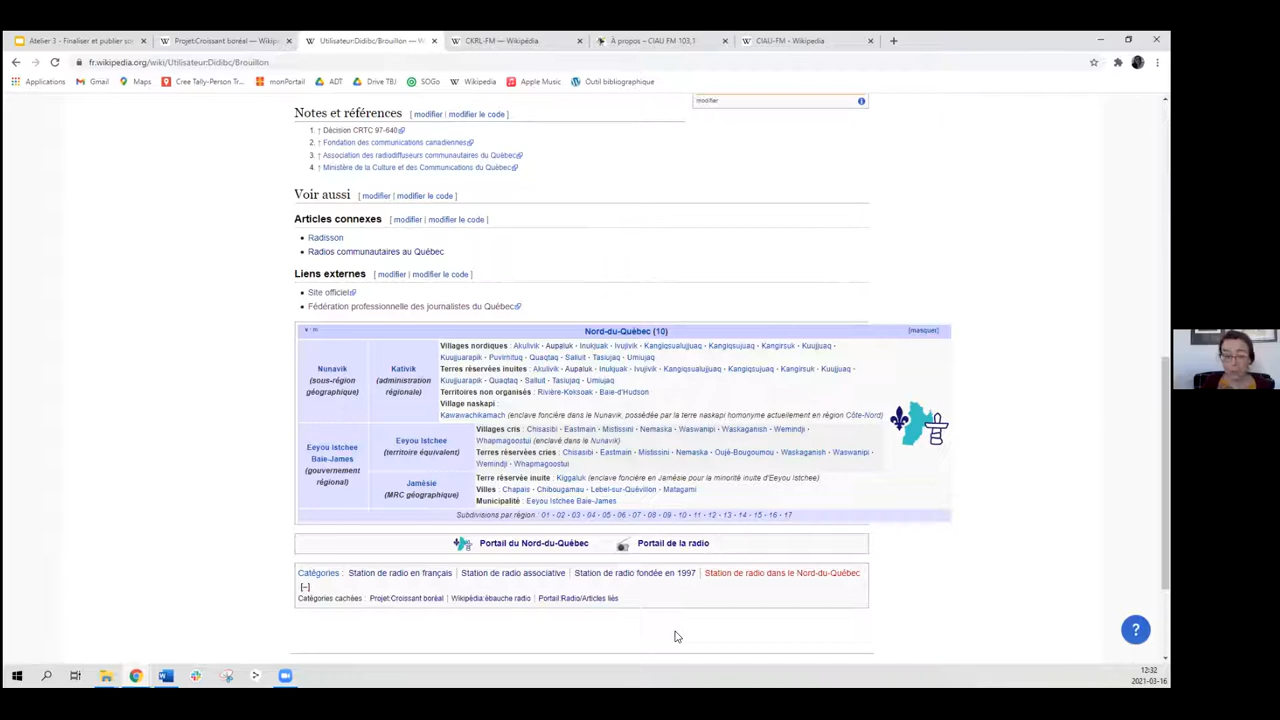 Atelier 3 - Finaliser et publier so
Projet:Croissant boréal — Wikip
Utilisateur:Didibc/Brouillon — W
CKRL-FM — Wikipédia
À propos – CIAU FM 103,1
CIAU-FM - Wikipedia
fr.wikipedia.org/wiki/Utilisateur:Didibc/Brouillon
Applications
Gmail
Maps
Cree Tally-Person Tr...
monPortail
ADT
Drive TBJ
SOGo
Wikipedia
Apple Music
Outil bibliographique
modifier
Notes et références [ modifier | modifier le code ]
1. ↑ Décision CRTC 97-640
2. ↑ Fondation des communications canadiennes
3. ↑ Association des radiodiffuseurs communautaires du Québec
4. ↑ Ministère de la Culture et des Communications du Québec
Voir aussi [ modifier | modifier le code ]
Articles connexes [ modifier | modifier le code ]
• Radisson
• Radios communautaires au Québec
Liens externes [ modifier | modifier le code ]
• Site officiel
• Fédération professionnelle des journalistes du Québec
v · m
Nord-du-Québec (10)
[masquer]
Nunavik
(sous-région
géographique)
Kativik
(administration
régionale)
Villages nordiques : Akulivik · Aupaluk · Inukjuak · Ivujivik · Kangiqsualujjuaq · Kangiqsujuaq · Kangirsuk · Kuujjuaq ·
Kuujjuarapik · Puvirnituq · Quaqtaq · Salluit · Tasiujaq · Umiujaq
Terres réservées inuites : Akulivik · Aupaluk · Inukjuak · Ivujivik · Kangiqsualujjuaq · Kangiqsujuaq · Kangirsuk · Kuujjuaq ·
Kuujjuarapik · Quaqtaq · Salluit · Tasiujaq · Umiujaq
Territoires non organisés : Rivière-Koksoak · Baie-d'Hudson
Village naskapi :
Kawawachikamach (enclave foncière dans le Nunavik, possédée par la terre naskapi homonyme actuellement en région Côte-Nord)
Eeyou Istchee
Baie-James
(gouvernement
régional)
Eeyou Istchee
(territoire équivalent)
Villages cris : Chisasibi · Eastmain · Mistissini · Nemaska · Waswanipi · Waskaganish · Wemindji ·
Whapmagoostui (enclavé dans le Nunavik)
Terres réservées cries : Chisasibi · Eastmain · Mistissini · Nemaska · Oujé-Bougoumou · Waskaganish · Waswanipi ·
Wemindji · Whapmagoostui
Jamésie
(MRC géographique)
Terre réservée inuite : Kiggaluk (enclave foncière en Jamésie pour la minorité inuite d'Eeyou Istchee)
Villes : Chapais · Chibougamau · Lebel-sur-Quévillon · Matagami
Municipalité : Eeyou Istchee Baie-James
Subdivisions par région : 01 · 02 · 03 · 04 · 05 · 06 · 07 · 08 · 09 · 10 · 11 · 12 · 13 · 14 · 15 · 16 · 17
Portail du Nord-du-Québec
Portail de la radio
Catégories : Station de radio en français | Station de radio associative | Station de radio fondée en 1997 | Station de radio dans le Nord-du-Québec
[–]
Catégories cachées : Projet:Croissant boréal | Wikipédia:ébauche radio | Portail:Radio/Articles liés
?
12:32
2021-03-16